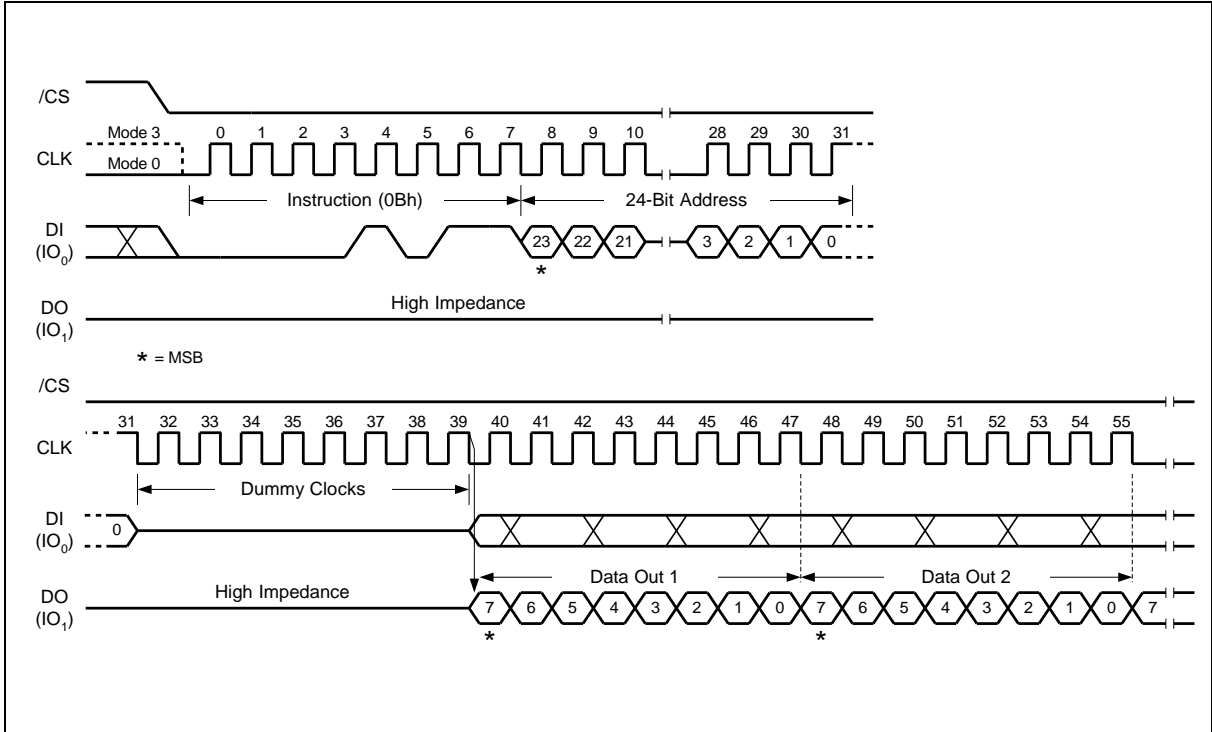 /CS
Mode 3 0 1 2 3 4 5 6 7 8 9 10 28 29 30 31
CLK
Mode 0
Instruction (0Bh) 24-Bit Address
DI
(IO0) 23 22 21 3 2 1 0
*
High Impedance
DO
(IO1)
* = MSB
/CS
31 32 33 34 35 36 37 38 39 40 41 42 43 44 45 46 47 48 49 50 51 52 53 54 55
CLK
Dummy Clocks
DI
(IO0) 0
Data Out 1 Data Out 2
High Impedance
DO
(IO1) 7 6 5 4 3 2 1 0 7 6 5 4 3 2 1 0 7
* *